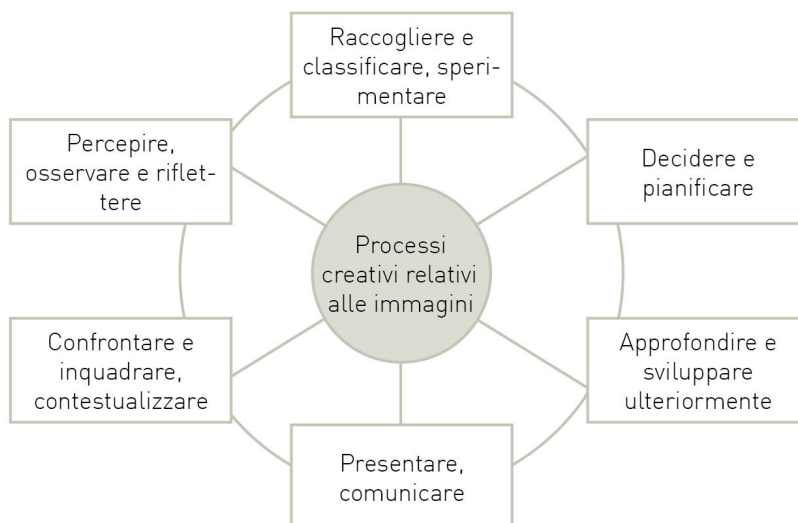 Raccogliere e
classificare, speri-
mentare
Percepire,
osservare e riflet-
tere
Decidere e
pianificare
Processi
creativi relativi
alle immagini
Confrontare e
inquadrare,
contestualizzare
Approfondire e
sviluppare
ulteriormente
Presentare,
comunicare